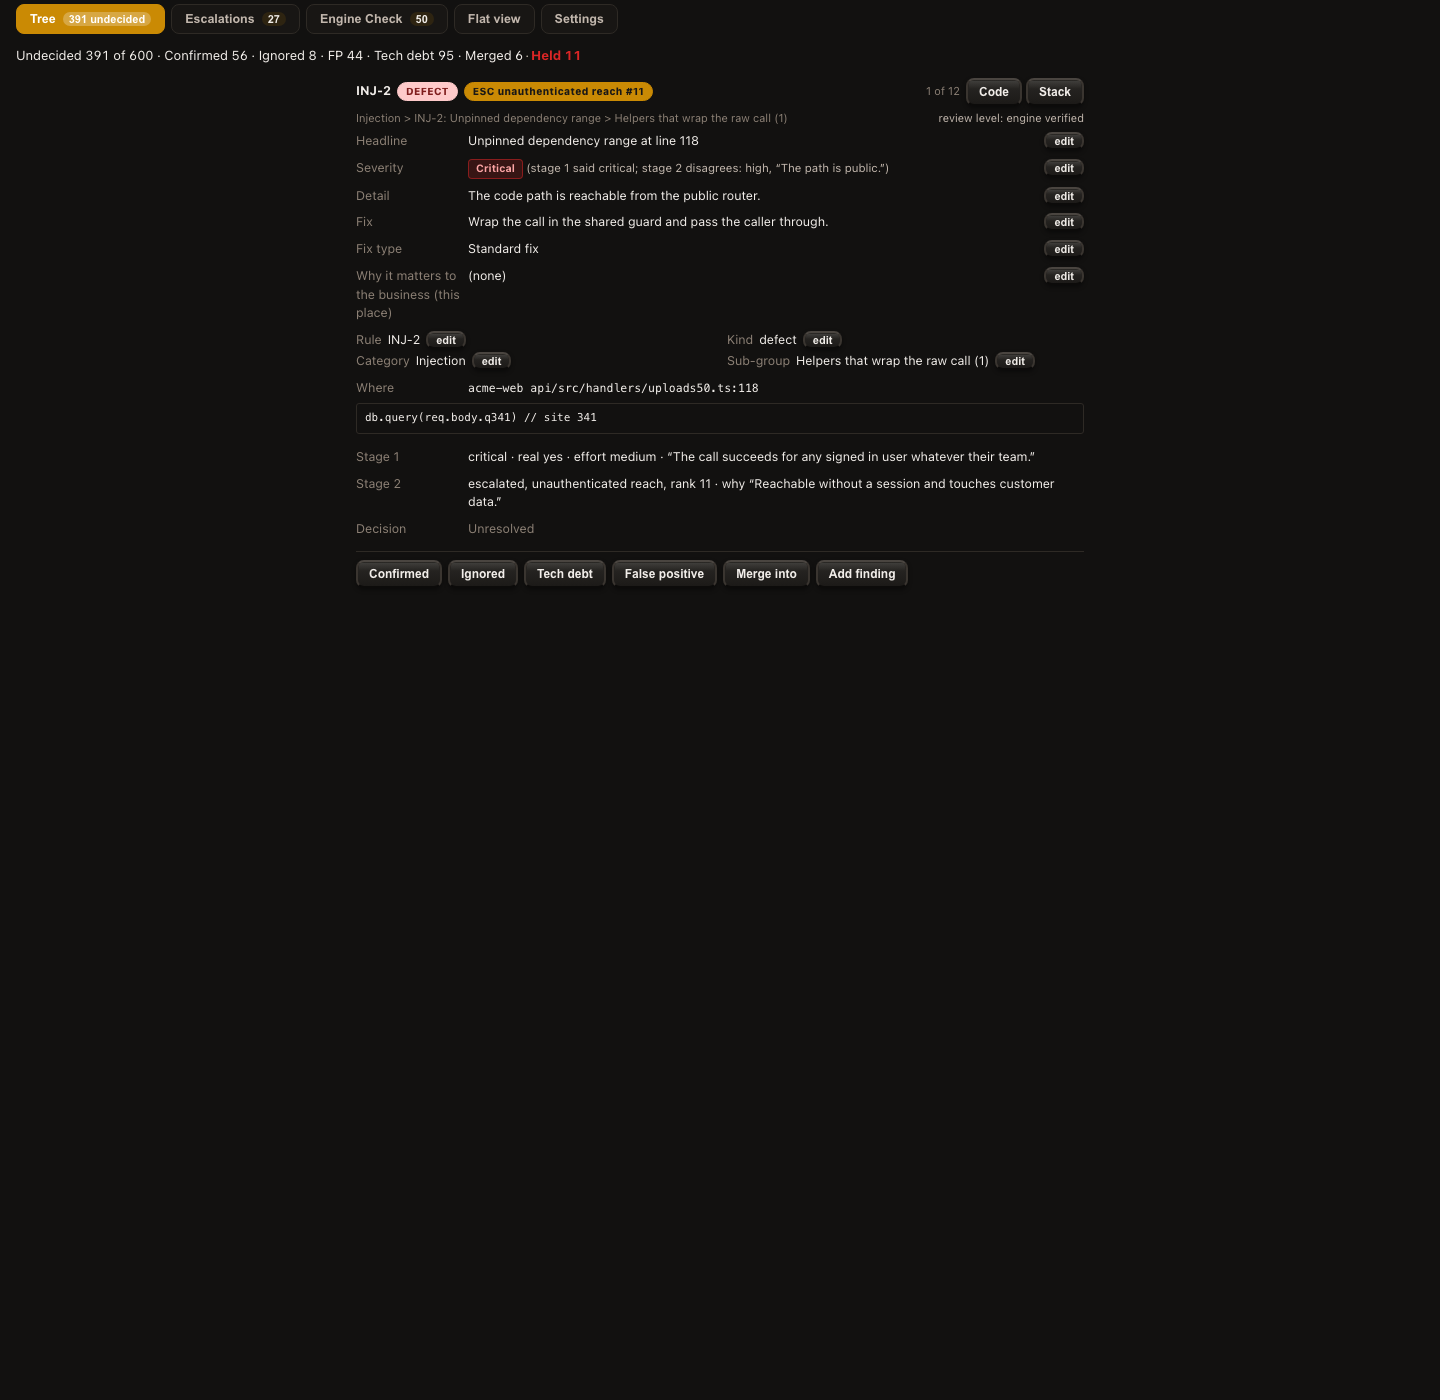 Tree 391 undecided Escalations 27 Engine Check 50 Flat view Settings
Undecided 391 of 600 · Confirmed 56 · Ignored 8 · FP 44 · Tech debt 95 · Merged 6 · Held 11
INJ-2 DEFECT ESC unauthenticated reach #11 1 of 12 Code Stack
Injection > INJ-2: Unpinned dependency range > Helpers that wrap the raw call (1) review level: engine verified
Headline Unpinned dependency range at line 118 edit
Severity Critical (stage 1 said critical; stage 2 disagrees: high, “The path is public.”) edit
Detail The code path is reachable from the public router. edit
Fix Wrap the call in the shared guard and pass the caller through. edit
Fix type Standard fix edit
Why it matters to (none) edit
the business (this
place)
Rule INJ-2 edit Kind defect edit
Category Injection edit Sub-group Helpers that wrap the raw call (1) edit
Where acme-web api/src/handlers/uploads50.ts:118
db.query(req.body.q341) // site 341
Stage 1 critical · real yes · effort medium · “The call succeeds for any signed in user whatever their team.”
Stage 2 escalated, unauthenticated reach, rank 11 · why “Reachable without a session and touches customer
data.”
Decision Unresolved
Confirmed Ignored Tech debt False positive Merge into Add finding